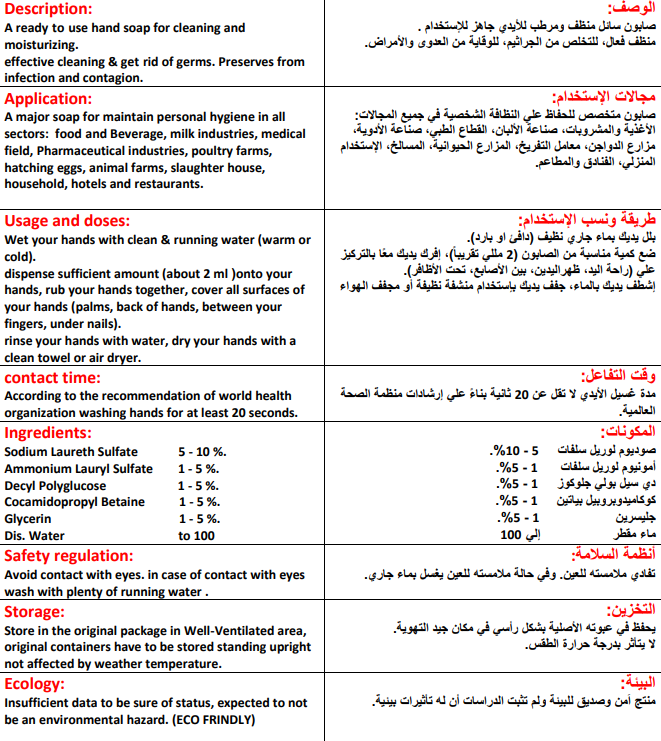 Description:
A ready to use hand soap for cleaning and
moisturizing.
effective cleaning & get rid of germs. Preserves from
infection and contagion.
الوصف:
صابون سائل منظف ومرطب للأيدي جاهز للإستخدام .
منظف فعال، للتخلص من الجراثيم، للوقاية من العدوى والأمراض.
Application:
A major soap for maintain personal hygiene in all
sectors: food and Beverage, milk industries, medical
field, Pharmaceutical industries, poultry farms,
hatching eggs, animal farms, slaughter house,
household, hotels and restaurants.
مجالات الإستخدام:
صابون متخصص للحفاظ علي النظافة الشخصية في جميع المجالات:
الأغذية والمشروبات، صناعة الألبان، القطاع الطبي، صناعة الأدوية،
مزارع الدواجن، معامل التفريخ، المزارع الحيوانية، المسالخ، الإستخدام
المنزلي، الفنادق والمطاعم.
Usage and doses:
Wet your hands with clean & running water (warm or
cold).
dispense sufficient amount (about 2 ml )onto your
hands, rub your hands together, cover all surfaces of
your hands (palms, back of hands, between your
fingers, under nails).
rinse your hands with water, dry your hands with a
clean towel or air dryer.
طريقة ونسب الإستخدام:
بلل يديك بماء جاري نظيف (دافئ او بارد).
ضع كمية مناسبة من الصابون (2 مللي تقريباً)، إفرك يديك معًا بالتركيز
علي (راحة اليد، ظهراليدين، بين الأصابع، تحت الأظافر).
إشطف يديك بالماء، جفف يديك بإستخدام منشفة نظيفة أو مجفف الهواء
contact time:
According to the recommendation of world health
organization washing hands for at least 20 seconds.
وقت التفاعل:
مدة غسيل الأيدي لا تقل عن 20 ثانية بناءً علي إرشادات منظمة الصحة
العالمية.
Ingredients:
Sodium Laureth Sulfate 5 - 10 %.
Ammonium Lauryl Sulfate 1 - 5 %.
Decyl Polyglucose 1 - 5 %.
Cocamidopropyl Betaine 1 - 5 %.
Glycerin 1 - 5 %.
Dis. Water to 100
المكونات:
صوديوم لوريل سلفات 5 - 10%.
أمونيوم لوريل سلفات 1 - 5%.
دي سيل بولي جلوكوز 1 - 5%.
كوكاميدوبروبيل بياتين 1 - 5%.
جليسرين 1 - 5%.
ماء مقطر إلي 100
Safety regulation:
Avoid contact with eyes. in case of contact with eyes
wash with plenty of running water .
أنظمة السلامة:
تفادي ملامسته للعين. وفي حالة ملامسته للعين يغسل بماء جاري.
Storage:
Store in the original package in Well-Ventilated area,
original containers have to be stored standing upright
not affected by weather temperature.
التخزين:
يحفظ في عبوته الأصلية بشكل رأسي في مكان جيد التهوية.
لا يتأثر بدرجة حرارة الطقس.
Ecology:
Insufficient data to be sure of status, expected to not
be an environmental hazard. (ECO FRINDLY)
البيئة:
منتج أمن وصديق للبيئة ولم تثبت الدراسات أن له تأثيرات بيئية.